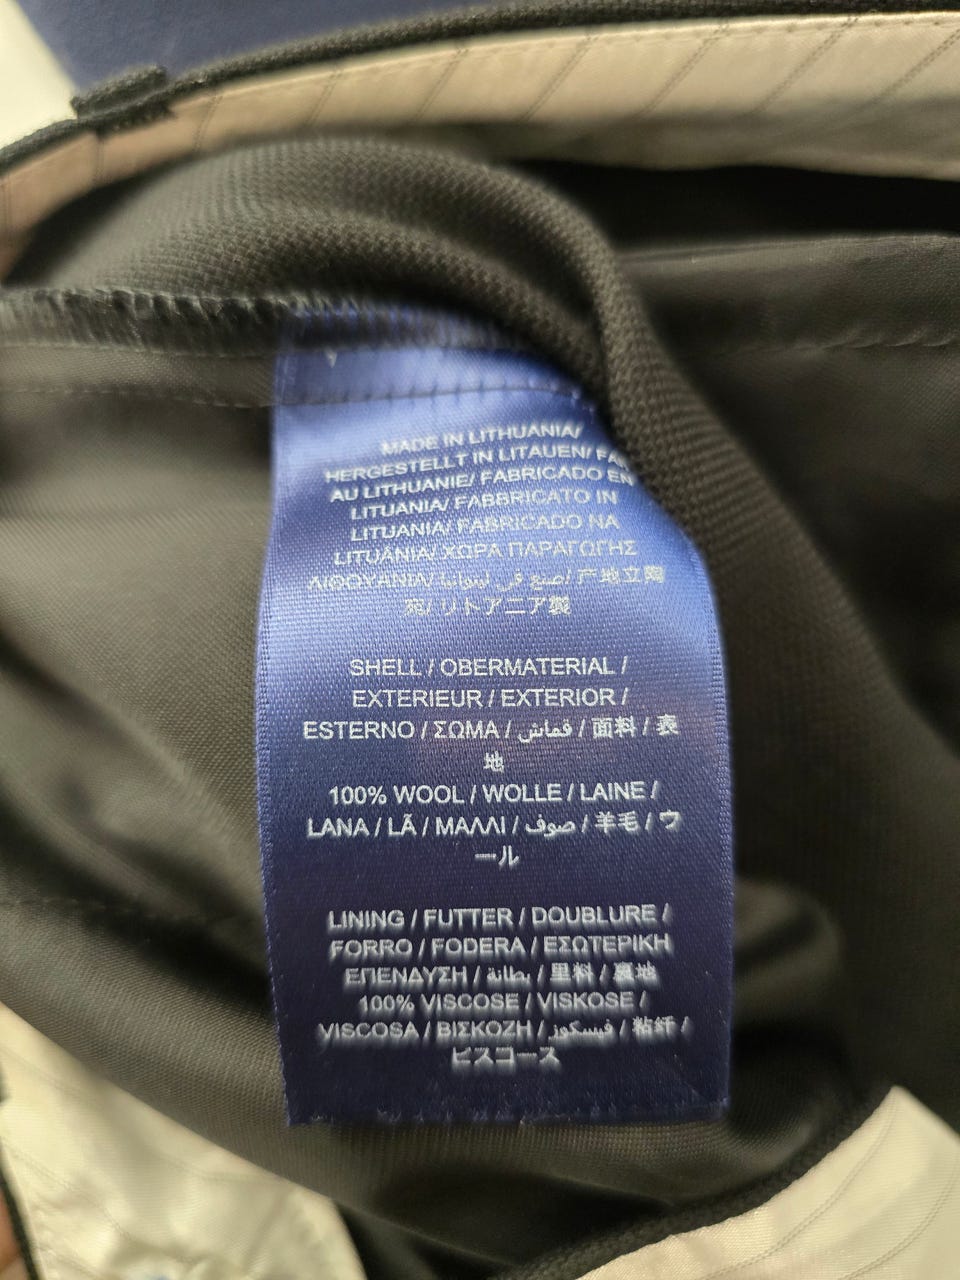 MADE IN LITHUANIA/
HERGESTELLT IN LITAUEN/
AU LITHUANIE/ FABRICADO EN
LITUANIA/ FABBRICATO IN
LITUANIA/ FABRICADO NA
LITUÂNIA/ ΧΩΡΑ ΠΑΡΑΓΩΓΗΣ
ΛΙΘΟΥΑΝΙΑ/ صنع في ليتوانيا/ 产地立陶
宛/ リトアニア製
SHELL / OBERMATERIAL /
EXTERIEUR / EXTERIOR /
ESTERNO / ΣΩΜΑ / قماش / 面料 / 表
地
100% WOOL / WOLLE / LAINE /
LANA / LÃ / ΜΑΛΛΙ / صوف / 羊毛 / ウ
ール
LINING / FUTTER / DOUBLURE /
FORRO / FODERA / ΕΣΩΤΕΡΙΚΗ
ΕΠΕΝΔΥΣΗ / بطانة / 里料 / 裏地
100% VISCOSE / VISKOSE /
VISCOSA / ΒΙΣΚΟΖΗ / فيسكوز / 粘纤 /
ビスコース